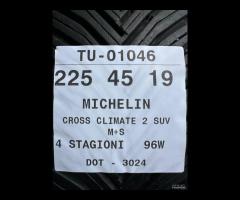 TU-01046
225 45 19
MICHELIN
CROSS CLIMATE 2 SUV
M+S
4 STAGIONI 96W
DOT - 3024